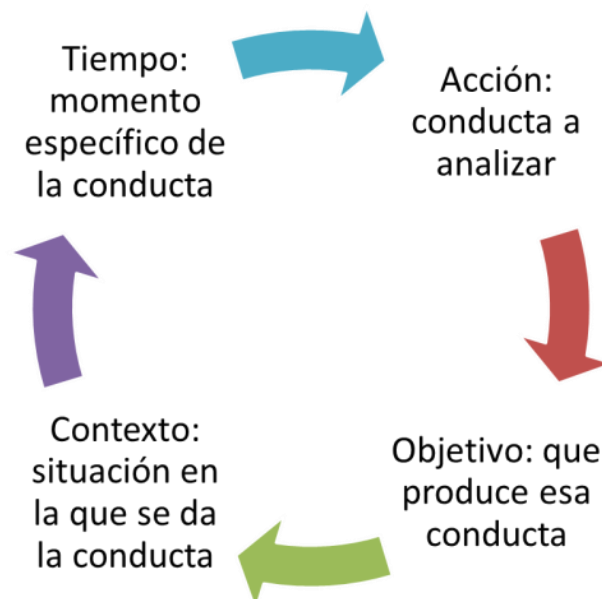 Tiempo:
momento
específico de
la conducta
Acción:
conducta a
analizar
Objetivo: que
produce esa
conducta
Contexto:
situación en
la que se da
la conducta